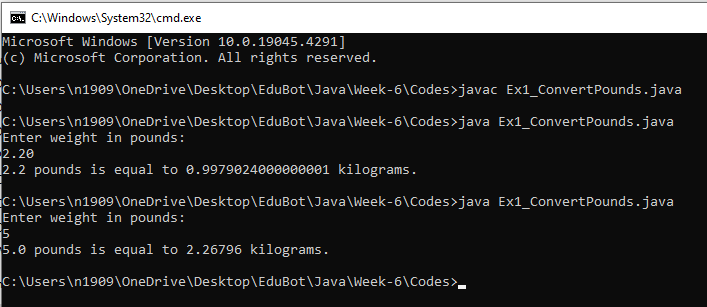 C:\Windows\System32\cmd.exe
Microsoft Windows [Version 10.0.19045.4291]
(c) Microsoft Corporation. All rights reserved.
C:\Users\n1909\OneDrive\Desktop\EduBot\Java\Week-6\Codes>javac Ex1_ConvertPounds.java
C:\Users\n1909\OneDrive\Desktop\EduBot\Java\Week-6\Codes>java Ex1_ConvertPounds.java
Enter weight in pounds:
2.20
2.2 pounds is equal to 0.9979024000000001 kilograms.
C:\Users\n1909\OneDrive\Desktop\EduBot\Java\Week-6\Codes>java Ex1_ConvertPounds.java
Enter weight in pounds:
5
5.0 pounds is equal to 2.26796 kilograms.
C:\Users\n1909\OneDrive\Desktop\EduBot\Java\Week-6\Codes>